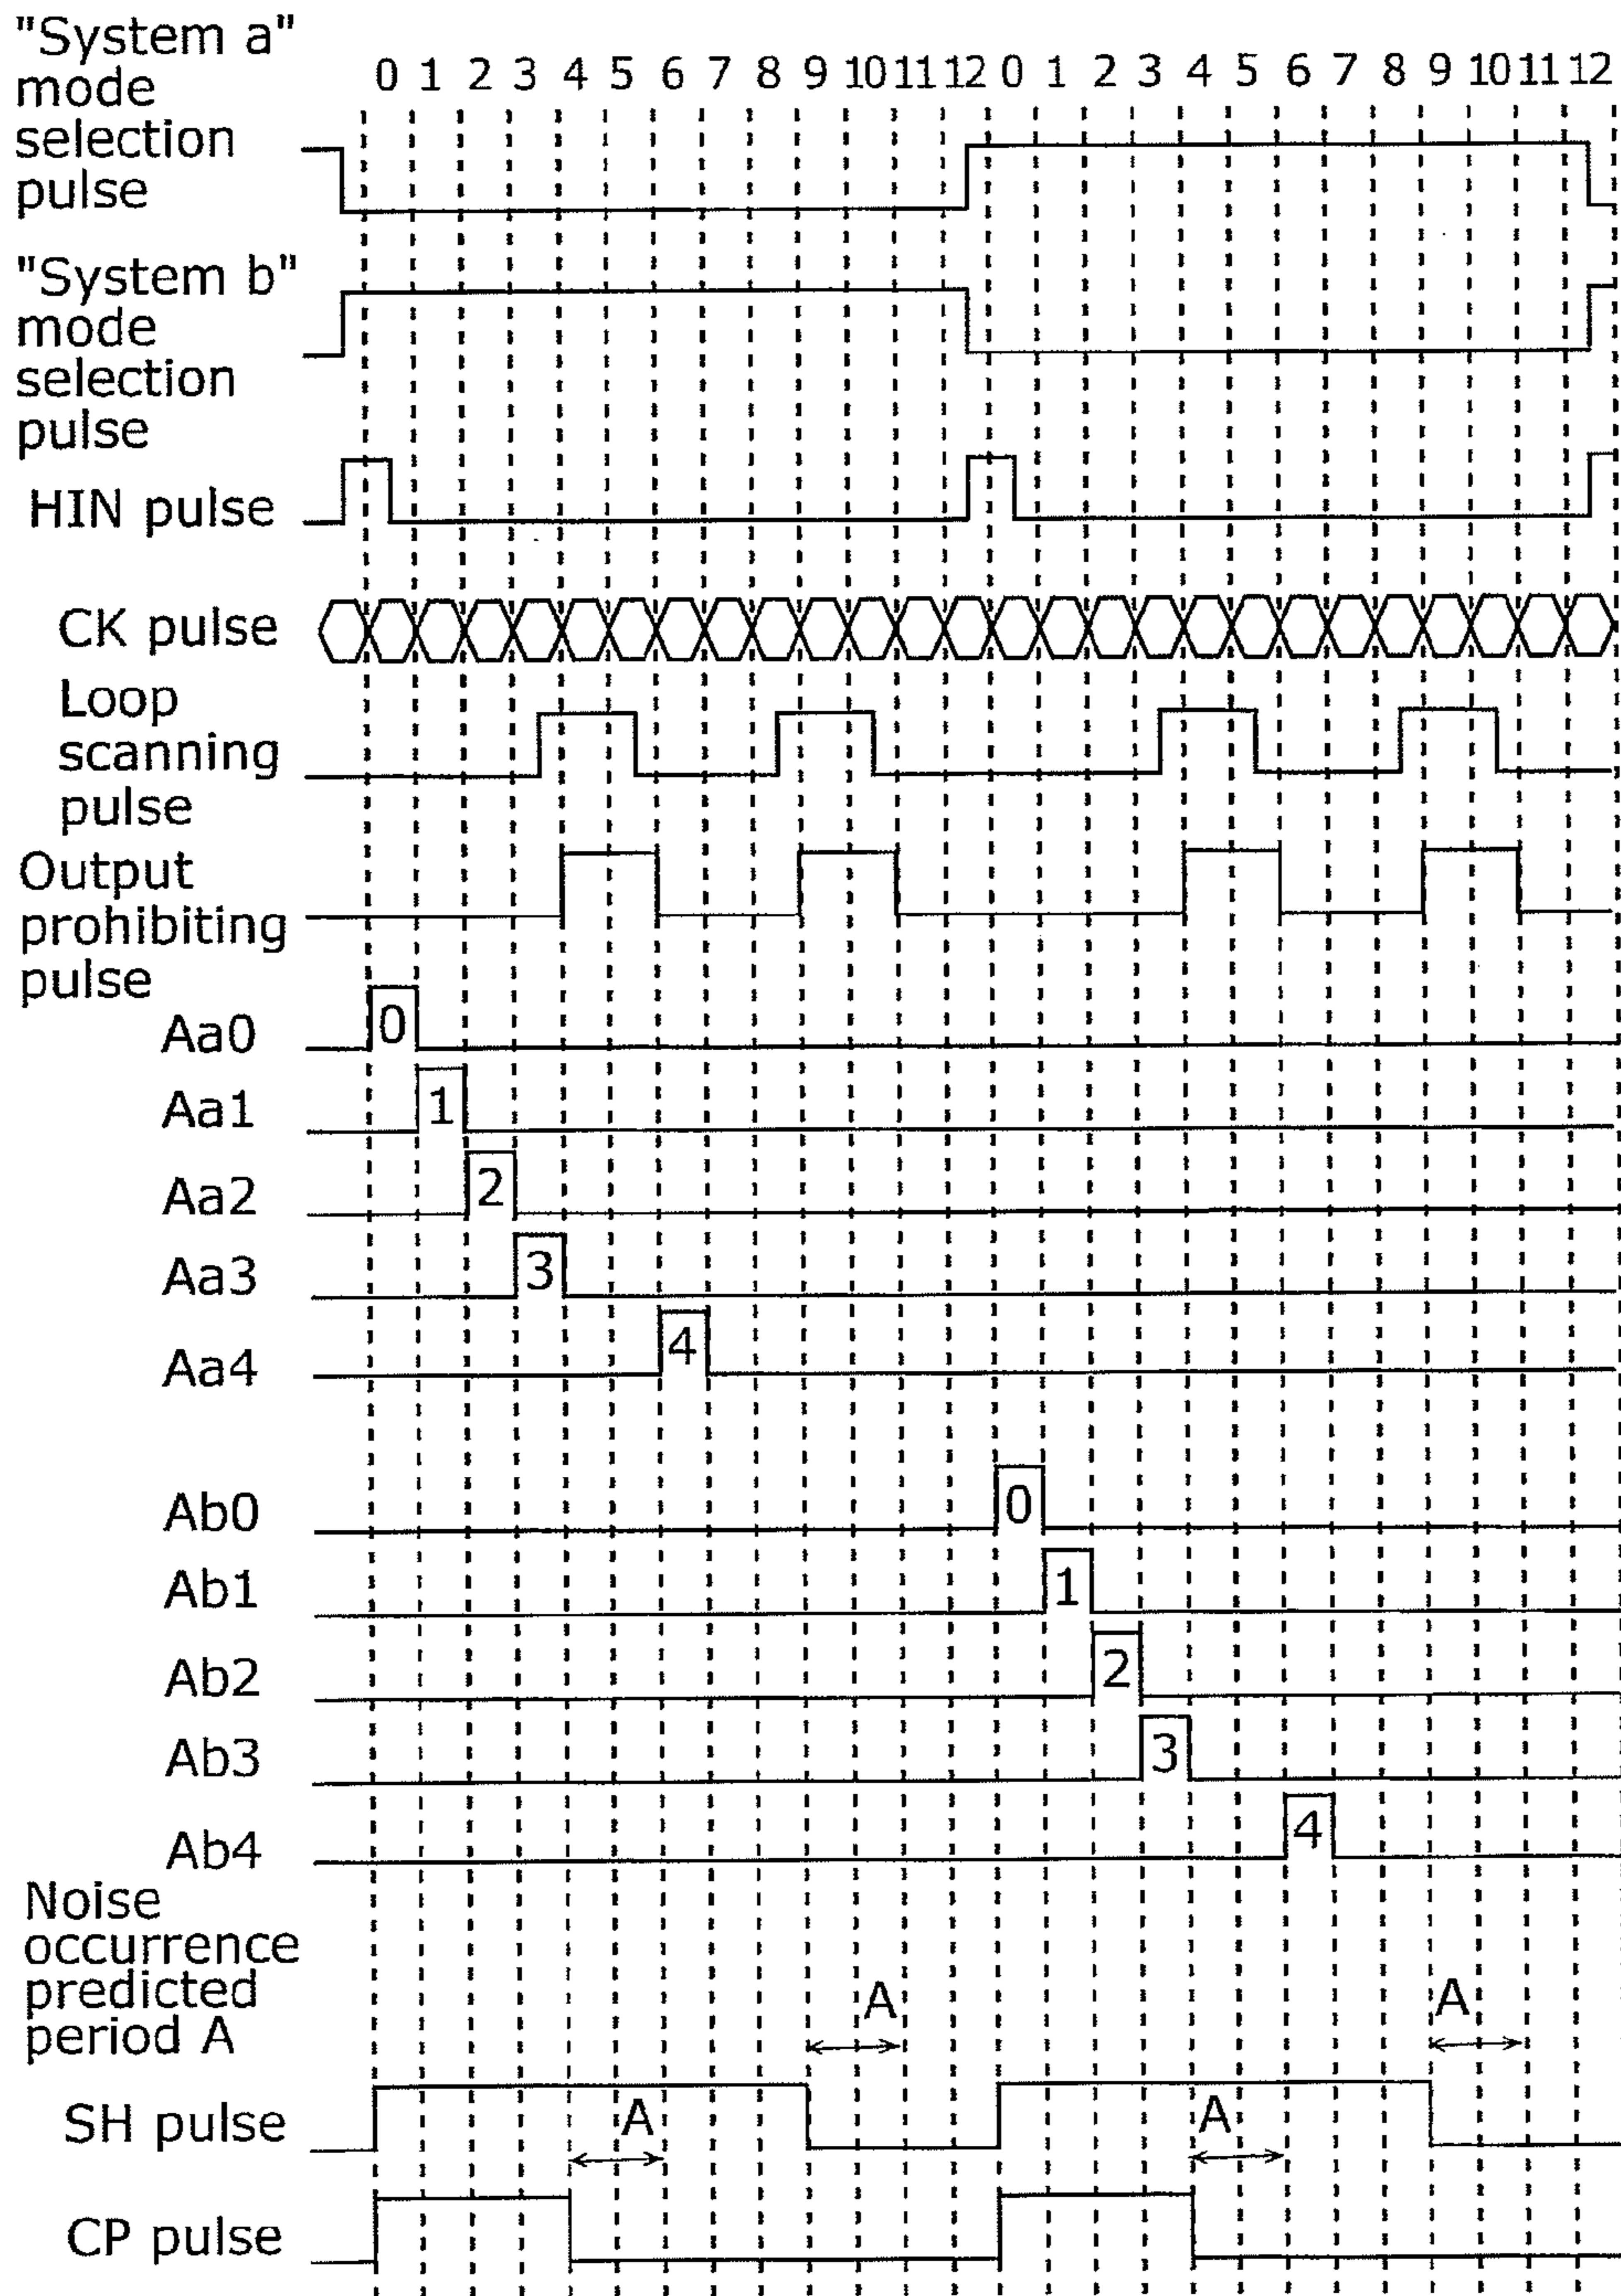 "System a"
mode
selection
pulse
0 1 2 3 4 5 6 7 8 9 10 11 12 0 1 2 3 4 5 6 7 8 9 10 11 12
"System b"
mode
selection
pulse
HIN pulse
CK pulse
Loop
scanning
pulse
Output
prohibiting
pulse
Aa0 0
Aa1 1
Aa2 2
Aa3 3
Aa4 4
Ab0 0
Ab1 1
Ab2 2
Ab3 3
Ab4 4
Noise
occurrence
predicted
period A
A A
SH pulse
A A
CP pulse